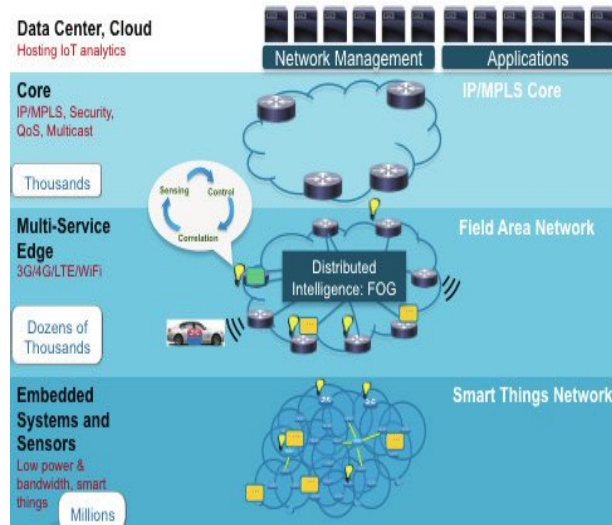 Data Center, Cloud
Hosting IoT analytics
Network Management
Applications
Core
IP/MPLS, Security,
QoS, Multicast
IP/MPLS Core
Thousands
Sensing
Control
Correlation
Multi-Service
Edge
3G/4G/LTE/WiFi
Field Area Network
Distributed
Intelligence: FOG
Dozens of
Thousands
Embedded
Systems and
Sensors
Low power &
bandwidth, smart
things
Smart Things Network
Millions